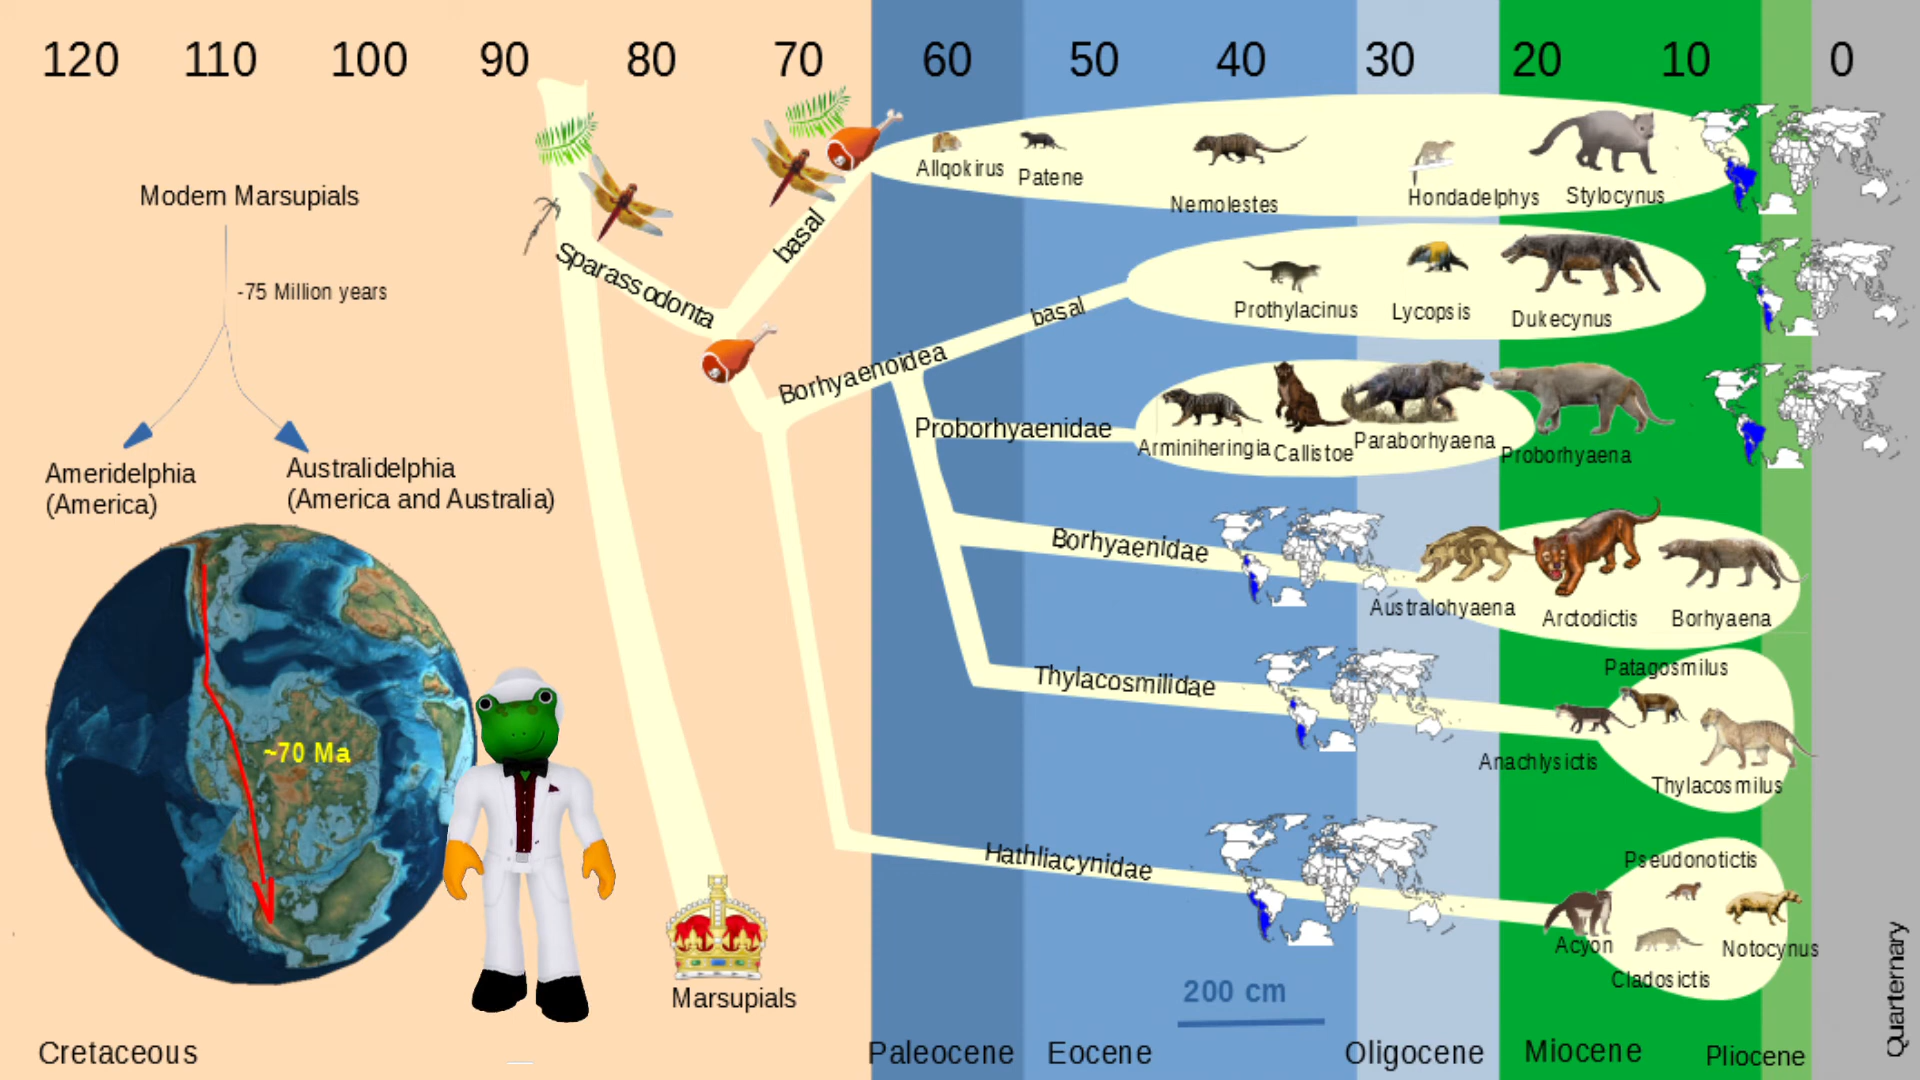 120 110 100 90 80 70 60 50 40 30 20 10 0
Modern Marsupials
-75 Million years
Ameridelphia
(America)
Australidelphia
(America and Australia)
~70 Ma
Sparassodonta
basal
Allqokirus
Patene
Nemolestes
Hondadelphys
Stylocynus
Borhyaenoidea
basal
Prothylacinus
Lycopsis
Dukecynus
Proborhyaenidae
Arminiheringia
Callistoe
Paraborhyaena
Proborhyaena
Borhyaenidae
Australohyaena
Arctodictis
Borhyaena
Thylacosmilidae
Patagosmilus
Anachlysictis
Thylacosmilus
Hathliacynidae
Pseudonotictis
Acyon
Cladosictis
Notocynus
Marsupials
200 cm
Cretaceous
Paleocene
Eocene
Oligocene
Miocene
Pliocene
Quarternary